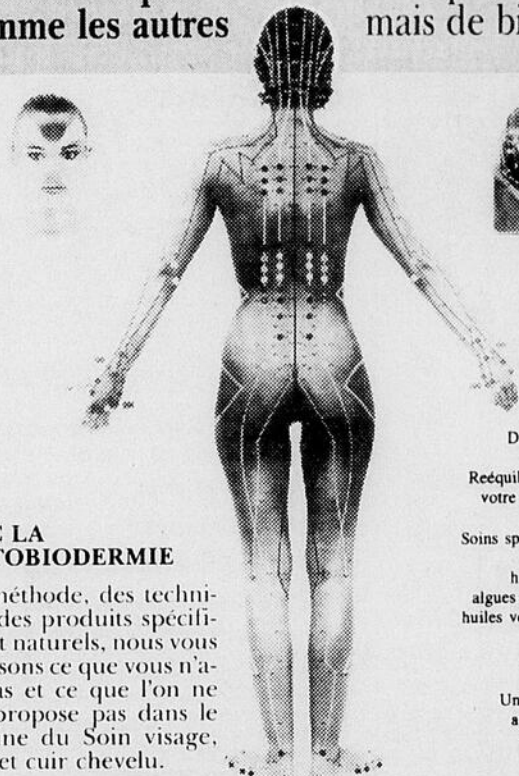 mme les autres
mais de bi
LA
TOBIODERMIE
méthode, des techni-
des produits spécifi-
t naturels, nous vous
sons ce que vous n'a-
s et ce que l'on ne
propose pas dans le
ne du Soin visage,
et cuir chevelu.
D
Reéquil
votre
Soins sp
h
algues
huiles v
Un
a